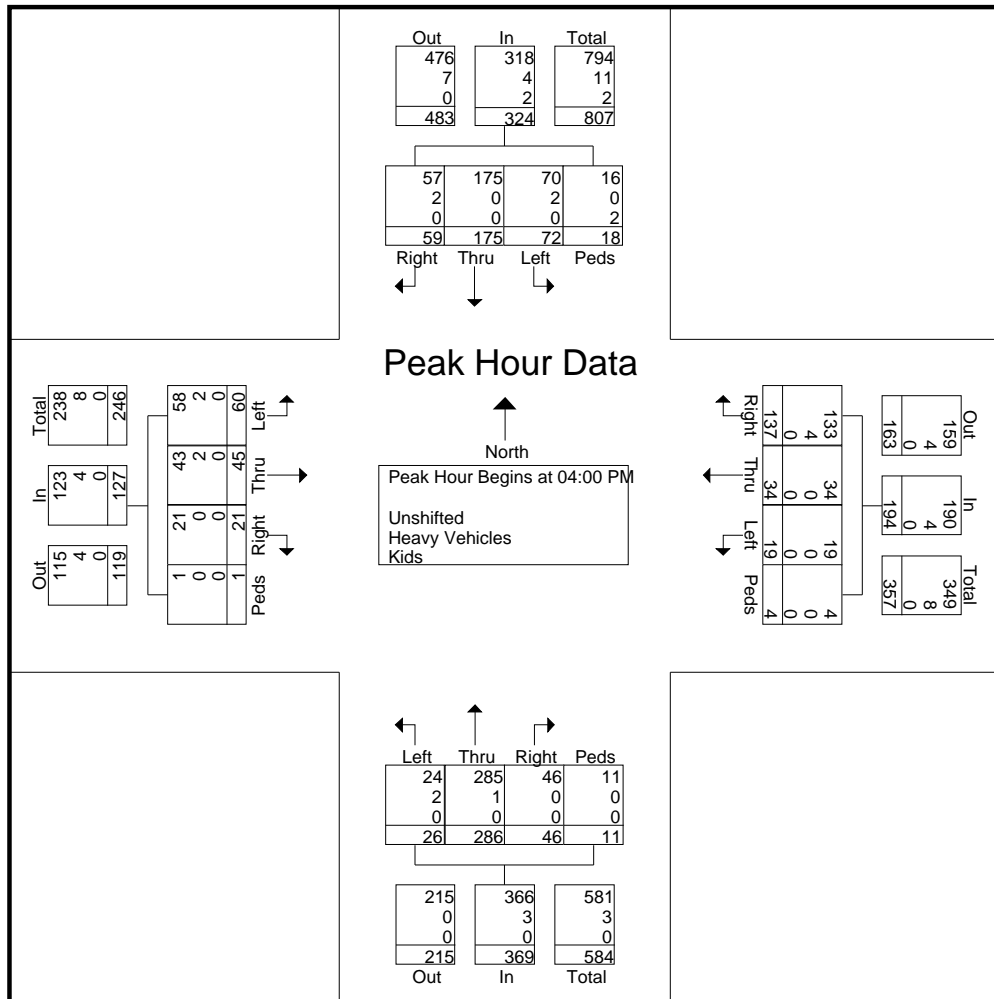 Out In Total
476 318 794
7 4 11
0 2 2
483 324 807
57 175 70 16
2 0 2 0
0 0 0 2
59 175 72 18
Right Thru Left Peds
Peak Hour Data
North
Peak Hour Begins at 04:00 PM
Unshifted
Heavy Vehicles
Kids
Out In Total
115 123 238
4 4 8
0 0 0
119 127 246
1 21 43 58
0 0 2 2
0 0 0 0
1 21 45 60
Peds Right Thru Left
Out In Total
159 190 349
4 4 8
0 0 0
163 194 357
133 34 19 4
4 0 0 0
0 0 0 0
137 34 19 4
Right Thru Left Peds
Left Thru Right Peds
24 285 46 11
2 1 0 0
0 0 0 0
26 286 46 11
215 366 581
0 3 3
0 0 0
215 369 584
Out In Total